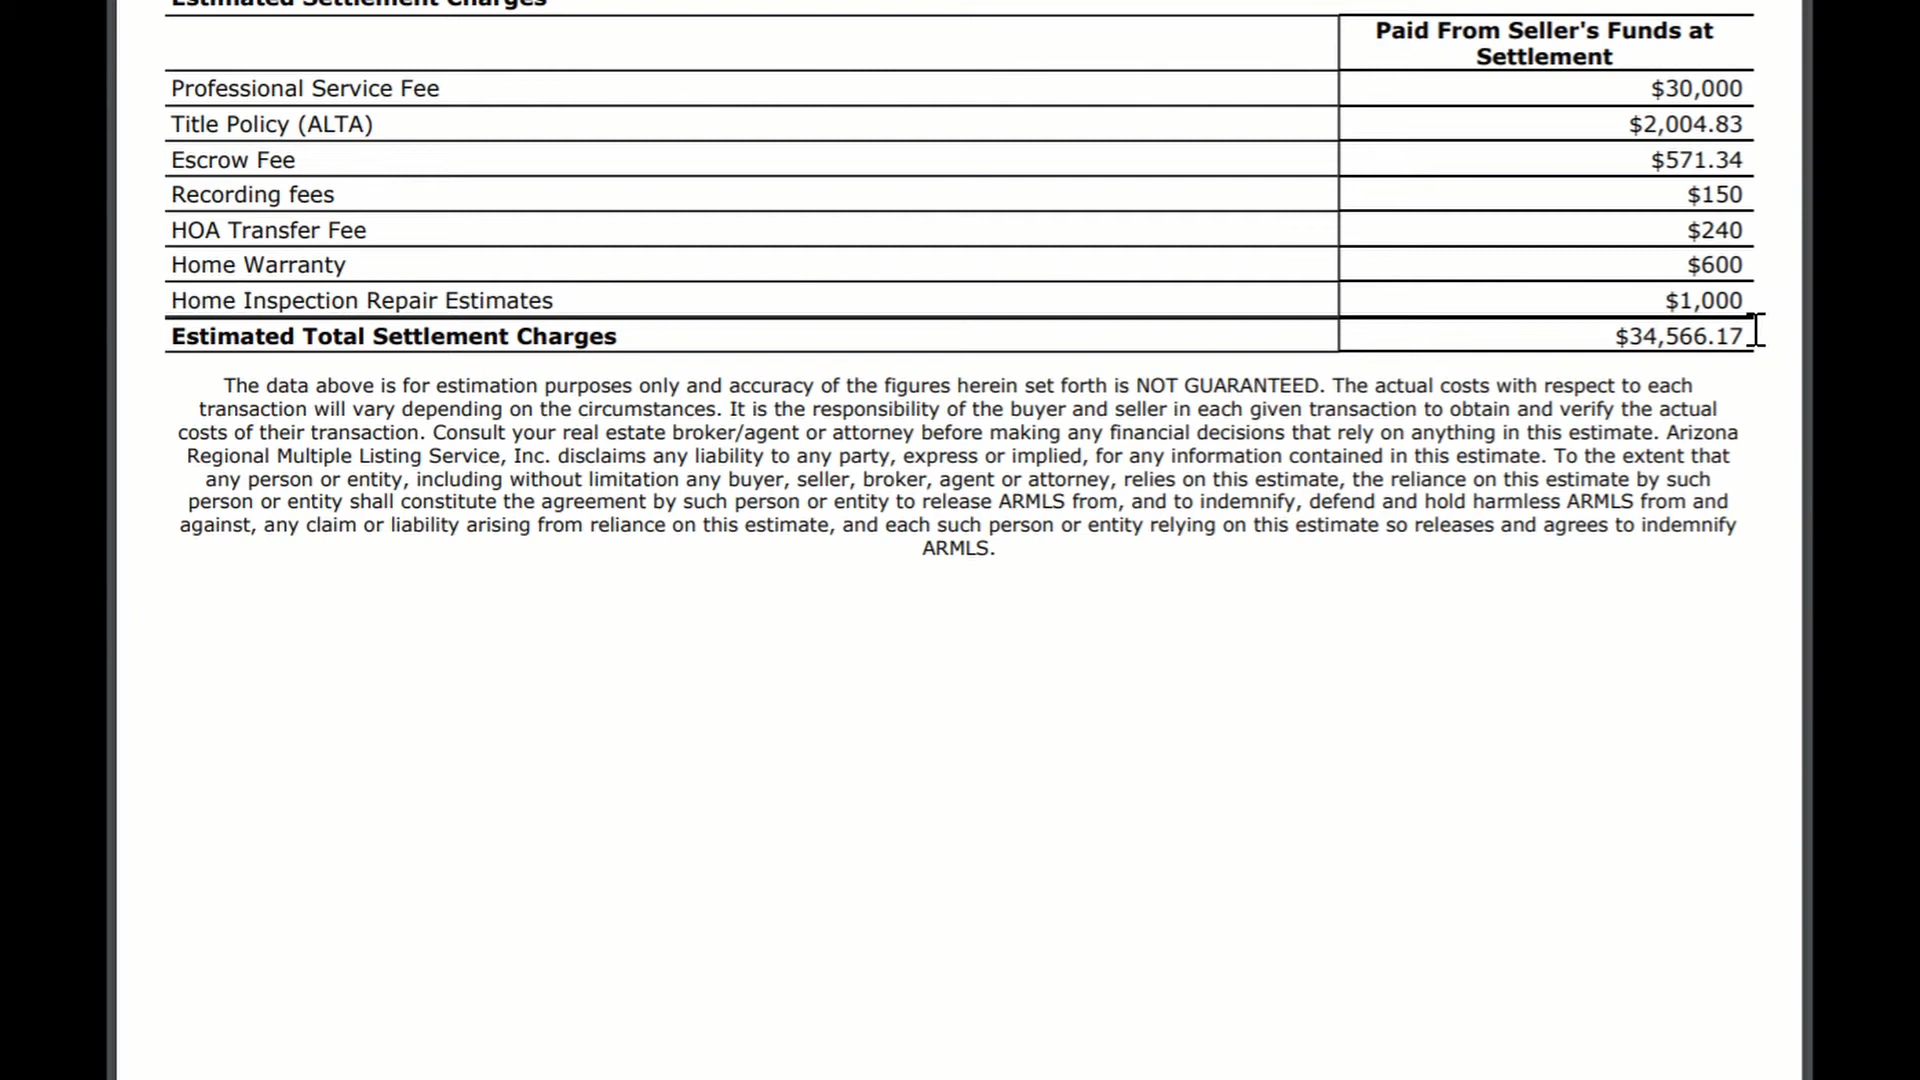 Estimated Settlement Charges
Paid From Seller's Funds at
Settlement
Professional Service Fee $30,000
Title Policy (ALTA) $2,004.83
Escrow Fee $571.34
Recording fees $150
HOA Transfer Fee $240
Home Warranty $600
Home Inspection Repair Estimates $1,000
Estimated Total Settlement Charges $34,566.17
The data above is for estimation purposes only and accuracy of the figures herein set forth is NOT GUARANTEED. The actual costs with respect to each
transaction will vary depending on the circumstances. It is the responsibility of the buyer and seller in each given transaction to obtain and verify the actual
costs of their transaction. Consult your real estate broker/agent or attorney before making any financial decisions that rely on anything in this estimate. Arizona
Regional Multiple Listing Service, Inc. disclaims any liability to any party, express or implied, for any information contained in this estimate. To the extent that
any person or entity, including without limitation any buyer, seller, broker, agent or attorney, relies on this estimate, the reliance on this estimate by such
person or entity shall constitute the agreement by such person or entity to release ARMLS from, and to indemnify, defend and hold harmless ARMLS from and
against, any claim or liability arising from reliance on this estimate, and each such person or entity relying on this estimate so releases and agrees to indemnify
ARMLS.